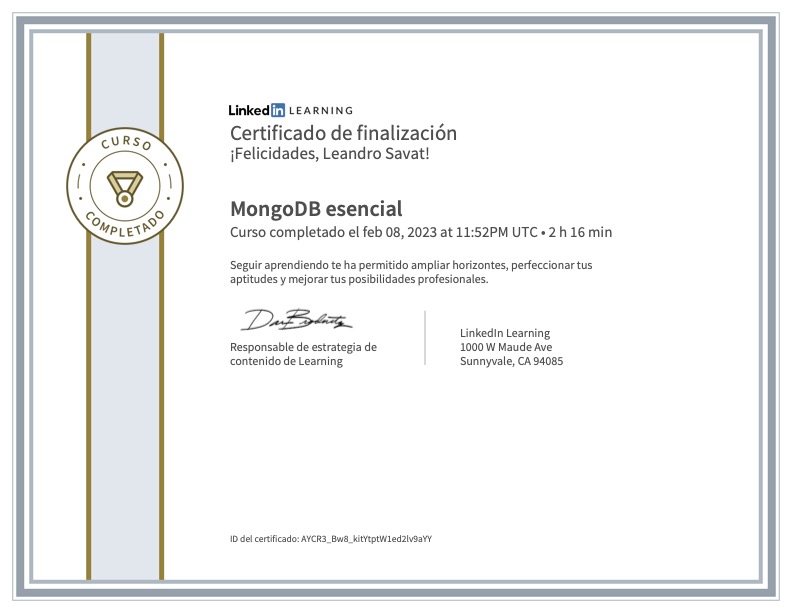 LinkedIn LEARNING
Certificado de finalización
¡Felicidades, Leandro Savat!
CURSO
COMPLETADO
MongoDB esencial
Curso completado el feb 08, 2023 at 11:52PM UTC • 2 h 16 min
Seguir aprendiendo te ha permitido ampliar horizontes, perfeccionar tus
aptitudes y mejorar tus posibilidades profesionales.
Responsable de estrategia de
contenido de Learning
LinkedIn Learning
1000 W Maude Ave
Sunnyvale, CA 94085
ID del certificado: AYCR3_Bw8_kitYtptW1ed2lv9aYY